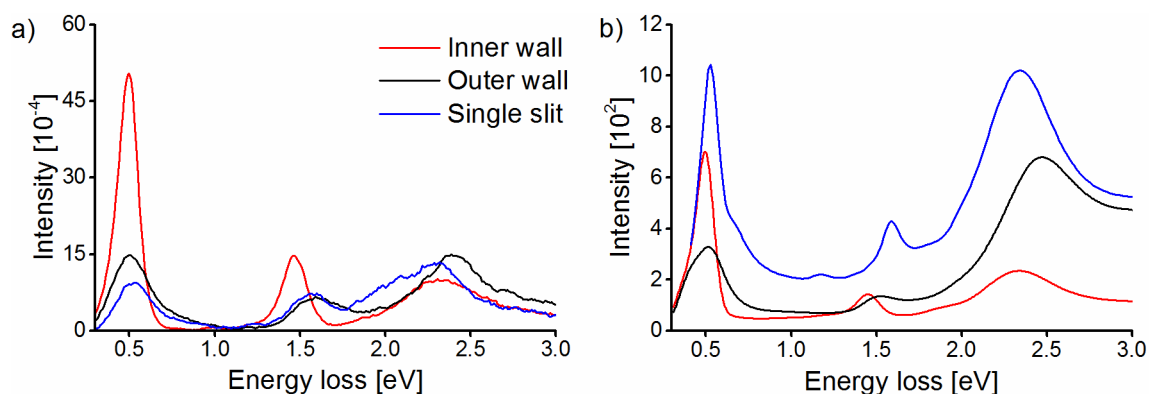 a)
Intensity [10⁻⁴]
60
45
30
15
0
Inner wall
Outer wall
Single slit
0.5 1.0 1.5 2.0 2.5 3.0
Energy loss [eV]
b)
Intensity [10²]
12
10
8
6
4
2
0
0.5 1.0 1.5 2.0 2.5 3.0
Energy loss [eV]